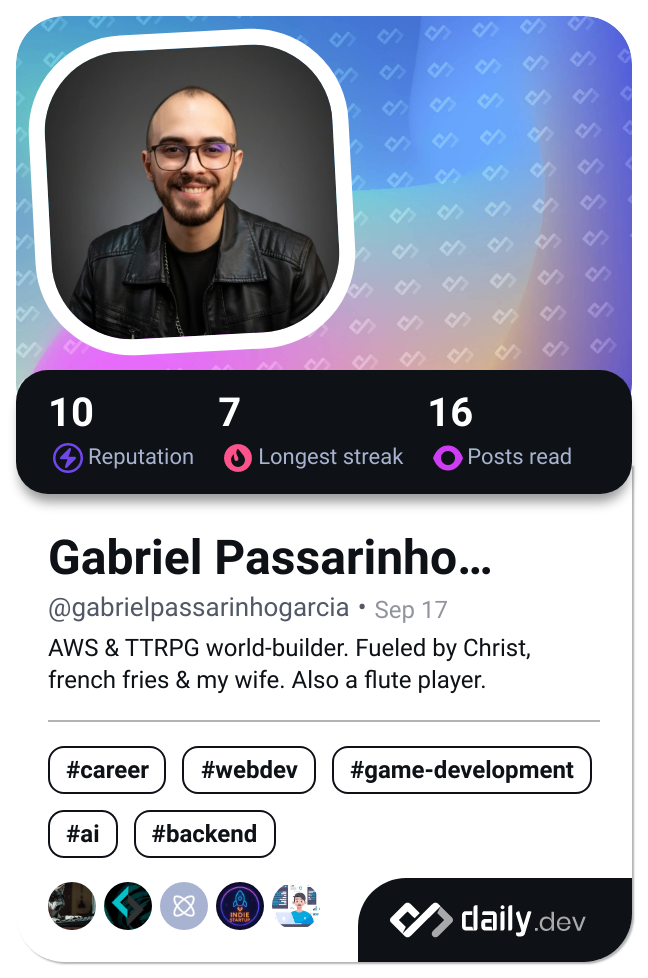 10 7 16
Reputation Longest streak Posts read
Gabriel Passarinho...
@gabrielpassarinhogarcia • Sep 17
AWS & TTRPG world-builder. Fueled by Christ,
french fries & my wife. Also a flute player.
#career #webdev #game-development
#ai #backend
INDIE
STARTUP
daily.dev